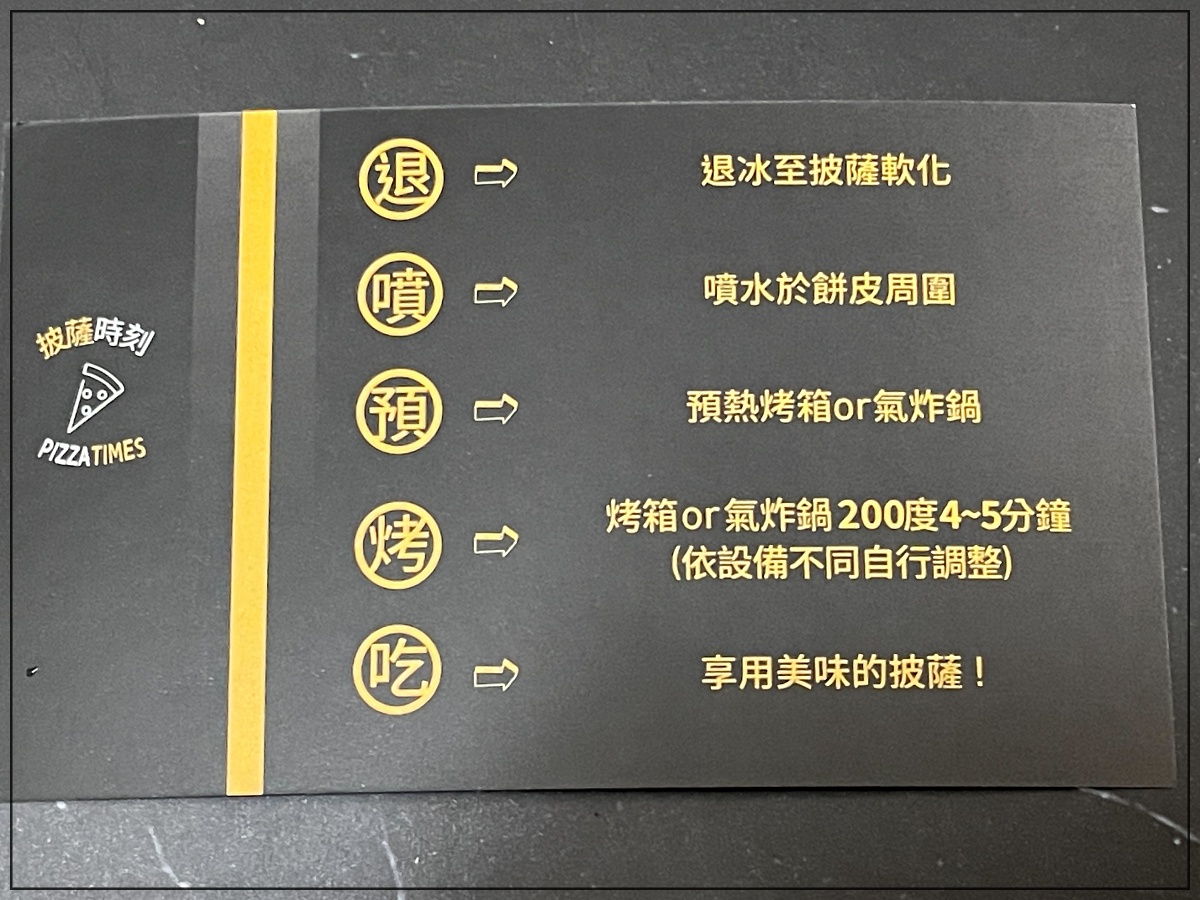 披薩時刻
PIZZATIMES
退 ⇨ 退冰至披薩軟化
噴 ⇨ 噴水於餅皮周圍
預 ⇨ 預熱烤箱or氣炸鍋
烤 ⇨ 烤箱or氣炸鍋200度4~5分鐘
(依設備不同自行調整)
吃 ⇨ 享用美味的披薩！